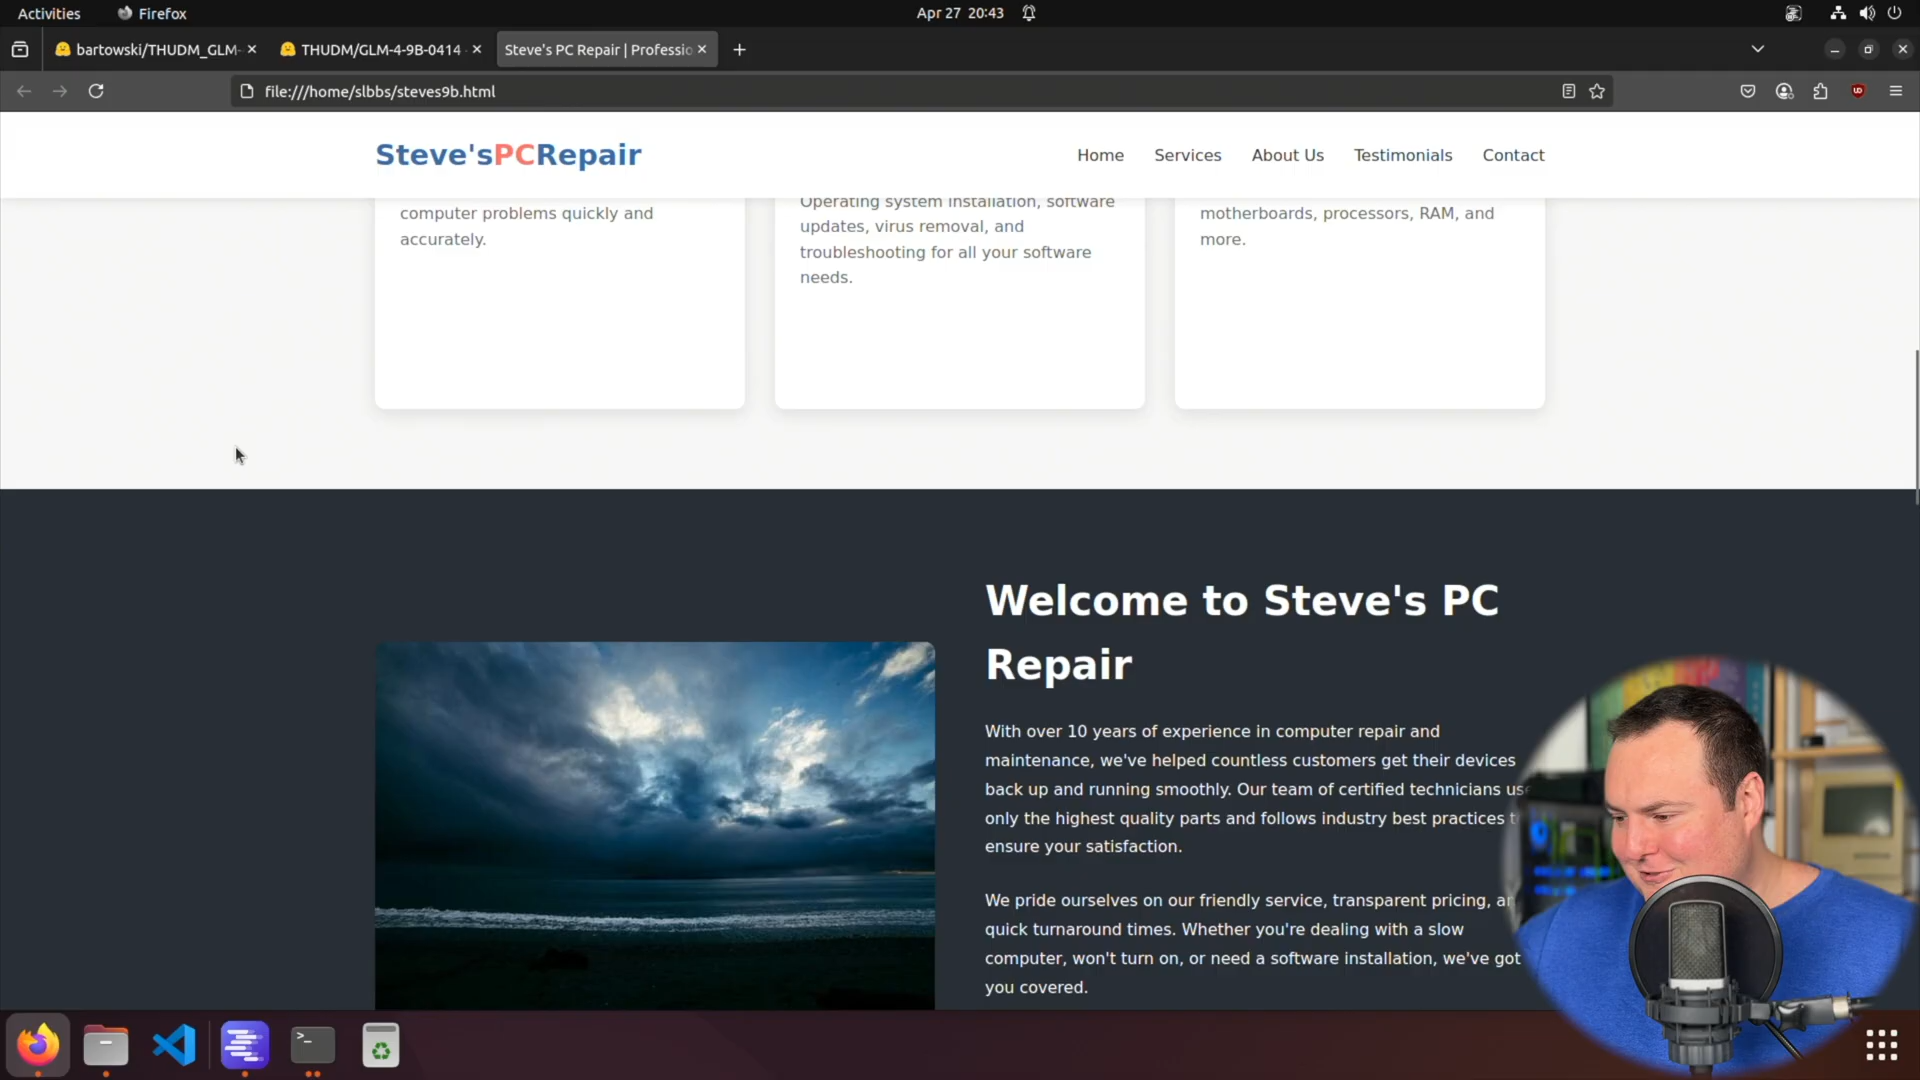 Activities
Firefox
Apr 27 20:43
bartowski/THUDM_GLM-
THUDM/GLM-4-9B-0414
Steve's PC Repair | Professio
file:///home/slbbs/steves9b.html
Steve'sPCRepair
Home
Services
About Us
Testimonials
Contact
computer problems quickly and
accurately.
Operating system installation, software
updates, virus removal, and
troubleshooting for all your software
needs.
motherboards, processors, RAM, and
more.
Welcome to Steve's PC
Repair
With over 10 years of experience in computer repair and
maintenance, we've helped countless customers get their devices
back up and running smoothly. Our team of certified technicians use
only the highest quality parts and follows industry best practices
ensure your satisfaction.
We pride ourselves on our friendly service, transparent pricing,
quick turnaround times. Whether you're dealing with a slow
computer, won't turn on, or need a software installation, we've got
you covered.